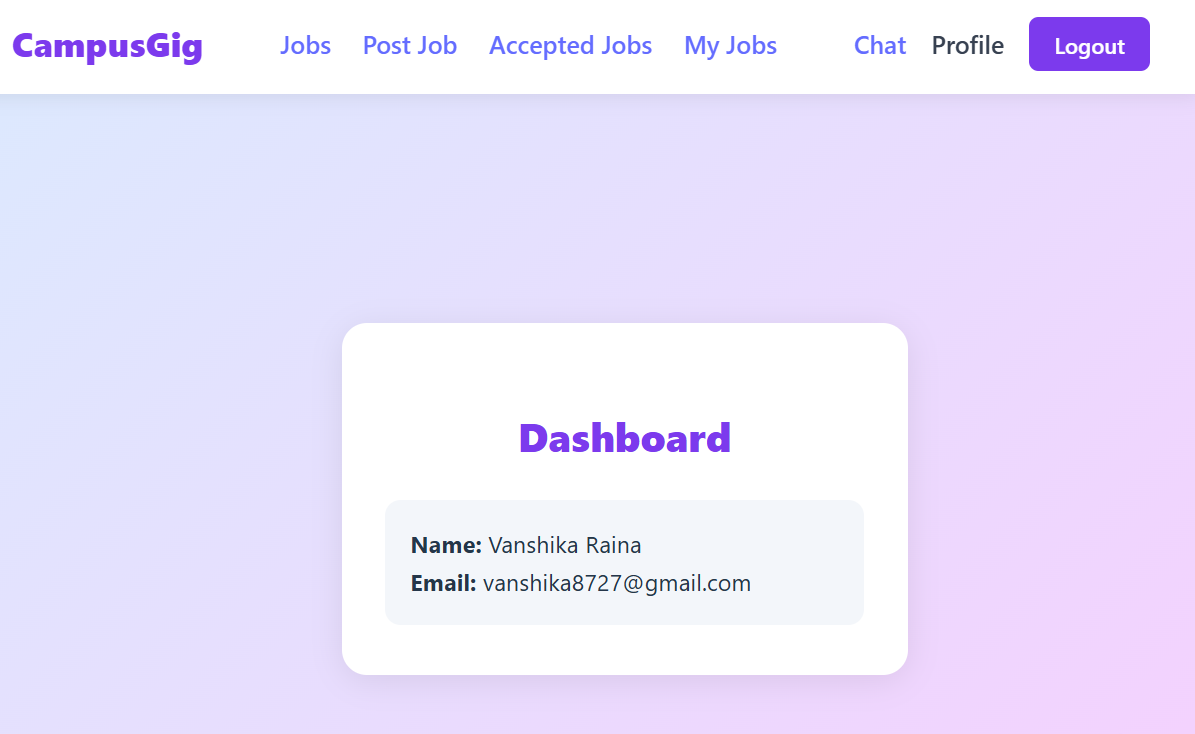 CampusGig Jobs Post Job Accepted Jobs My Jobs Chat Profile Logout
Dashboard
Name: Vanshika Raina
Email: vanshika8727@gmail.com